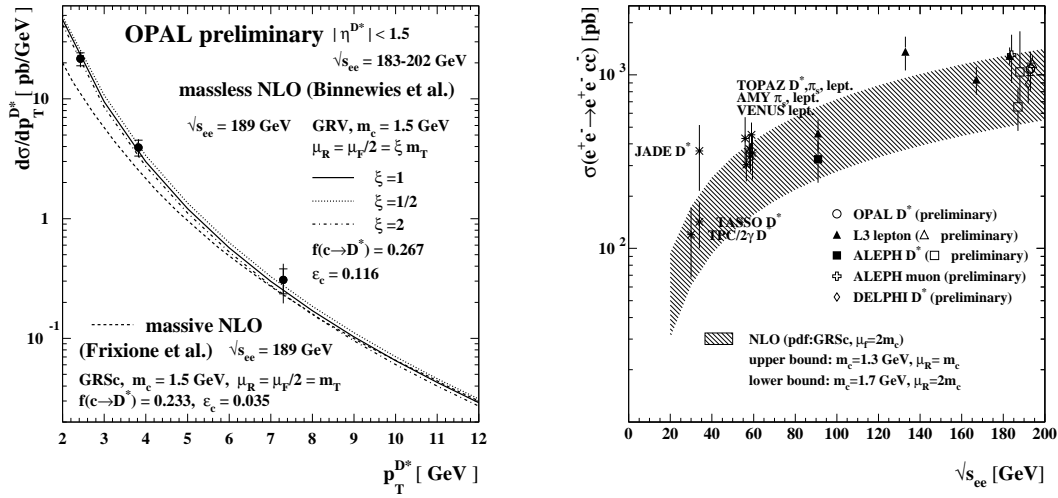 OPAL preliminary |η^D*| < 1.5
√s_ee = 183-202 GeV
massless NLO (Binnewies et al.)
√s_ee = 189 GeV GRV, m_c = 1.5 GeV
μ_R = μ_F/2 = ξ m_T
ξ =1
ξ =1/2
ξ =2
f(c→D*) = 0.267
ε_c = 0.116
massive NLO
(Frixione et al.) √s_ee = 189 GeV
GRSc, m_c = 1.5 GeV, μ_R = μ_F/2 = m_T
f(c→D*) = 0.233, ε_c = 0.035
dσ/dp_T^D* [ pb/GeV ]
10
1
10^-1
2 3 4 5 6 7 8 9 10 11 12
p_T^D* [ GeV ]
σ(e+e-→e+e- cc) [pb]
10^3
10^2
TOPAZ D*,π_s, lept.
AMY π_s, lept.
VENUS lept.
JADE D*
TASSO D*
TPC/2γ D*
OPAL D* (preliminary)
L3 lepton (△ preliminary)
ALEPH D* (□ preliminary)
ALEPH muon (preliminary)
DELPHI D* (preliminary)
NLO (pdf:GRSc, μ_f=2m_c)
upper bound: m_c=1.3 GeV, μ_R= m_c
lower bound: m_c=1.7 GeV, μ_R=2m_c
0 20 40 60 80 100 120 140 160 180 200
√s_ee [GeV]